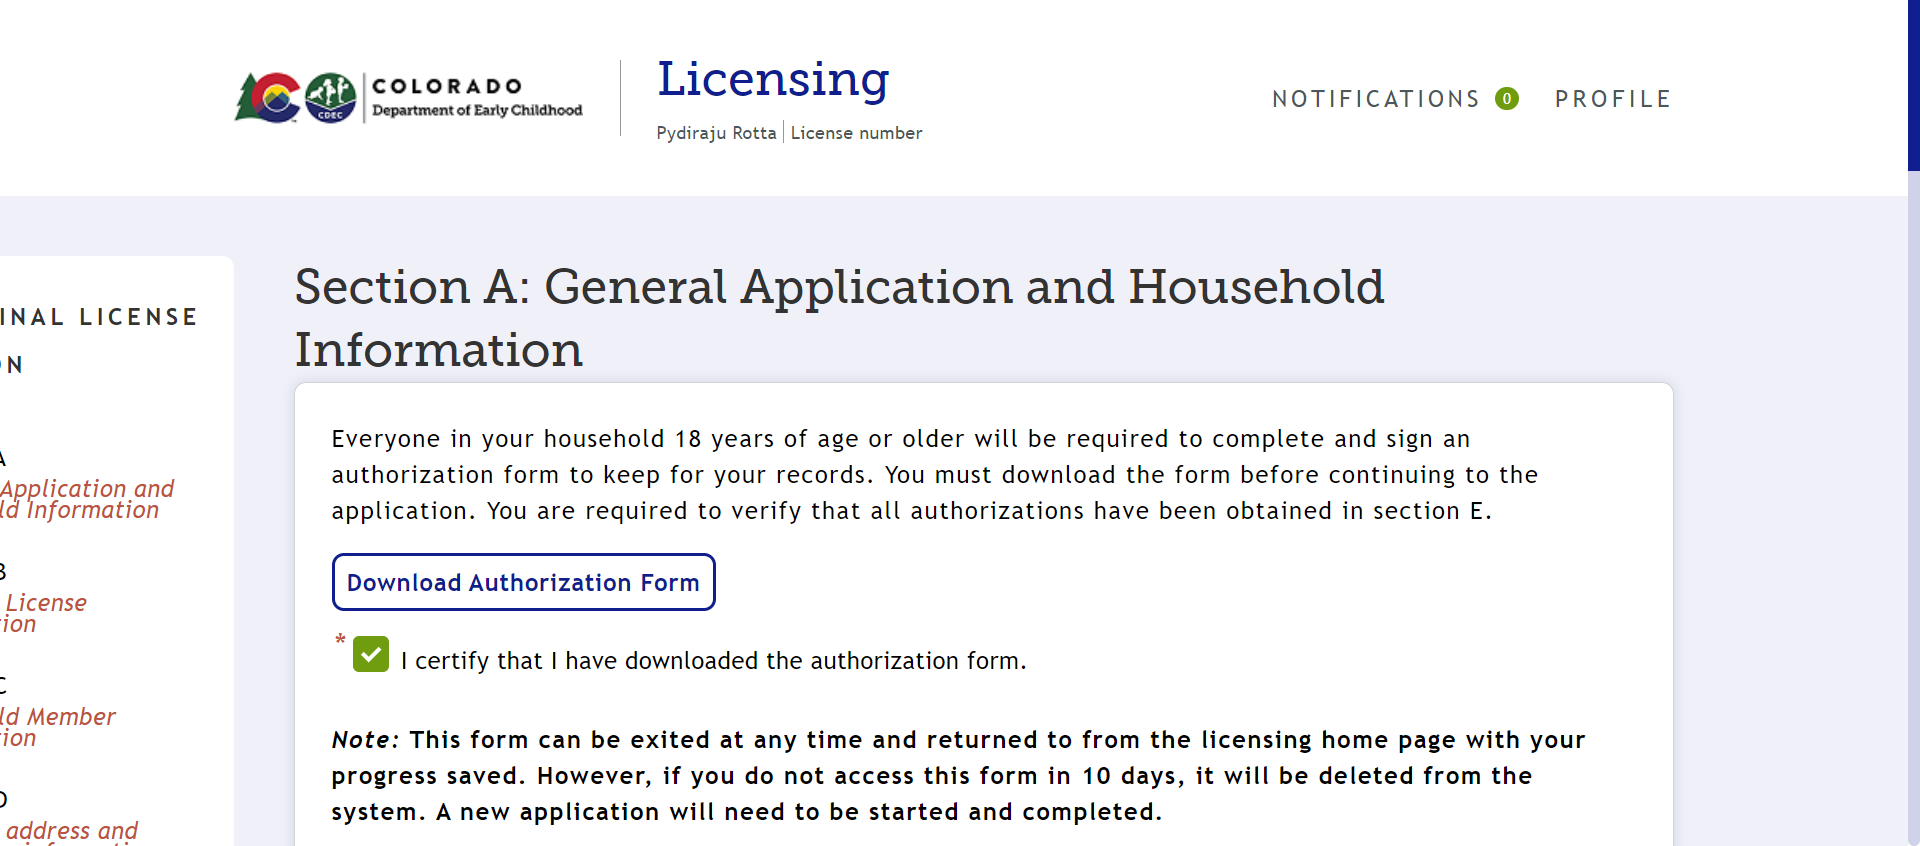 COLORADO
Department of Early Childhood
CDEC
Licensing
Pydiraju Rotta | License number
NOTIFICATIONS 0 PROFILE
INAL LICENSE
ON
A
Application and
ld Information
B
License
tion
C
ld Member
tion
D
address and
Section A: General Application and Household
Information
Everyone in your household 18 years of age or older will be required to complete and sign an
authorization form to keep for your records. You must download the form before continuing to the
application. You are required to verify that all authorizations have been obtained in section E.
Download Authorization Form
* I certify that I have downloaded the authorization form.
Note: This form can be exited at any time and returned to from the licensing home page with your
progress saved. However, if you do not access this form in 10 days, it will be deleted from the
system. A new application will need to be started and completed.